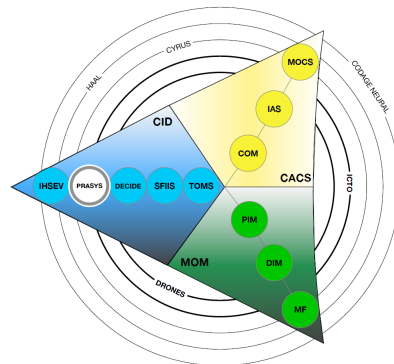 MOCS
CYRUS
HAAL
CODAGE NEURAL
IAS
CID
COM
CACS
ICTO
IHSEV
PRASYS
DECIDE
SFIIS
TOMS
PIM
MOM
DIM
DRONES
MF